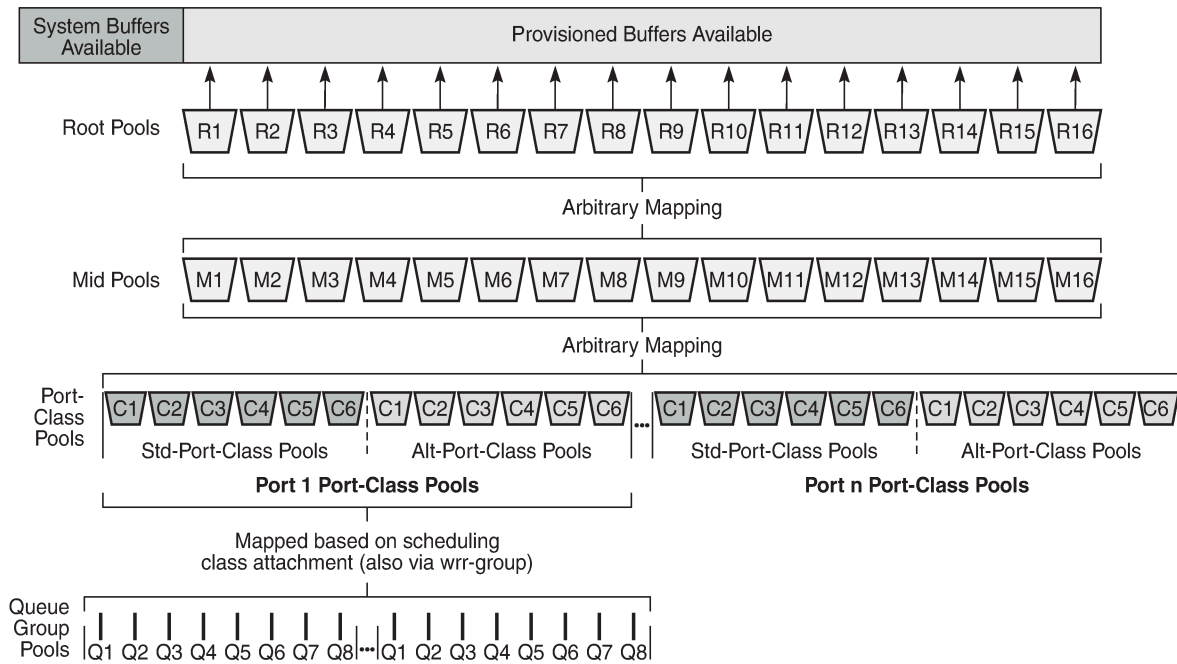 System Buffers
Available
Provisioned Buffers Available
Root Pools
R1 R2 R3 R4 R5 R6 R7 R8 R9 R10 R11 R12 R13 R14 R15 R16
Arbitrary Mapping
Mid Pools
M1 M2 M3 M4 M5 M6 M7 M8 M9 M10 M11 M12 M13 M14 M15 M16
Arbitrary Mapping
Port-
Class
Pools
C1 C2 C3 C4 C5 C6 C1 C2 C3 C4 C5 C6 ... C1 C2 C3 C4 C5 C6 C1 C2 C3 C4 C5 C6
Std-Port-Class Pools Alt-Port-Class Pools Std-Port-Class Pools Alt-Port-Class Pools
Port 1 Port-Class Pools Port n Port-Class Pools
Mapped based on scheduling
class attachment (also via wrr-group)
Queue
Group
Pools
Q1 Q2 Q3 Q4 Q5 Q6 Q7 Q8 ... Q1 Q2 Q3 Q4 Q5 Q6 Q7 Q8